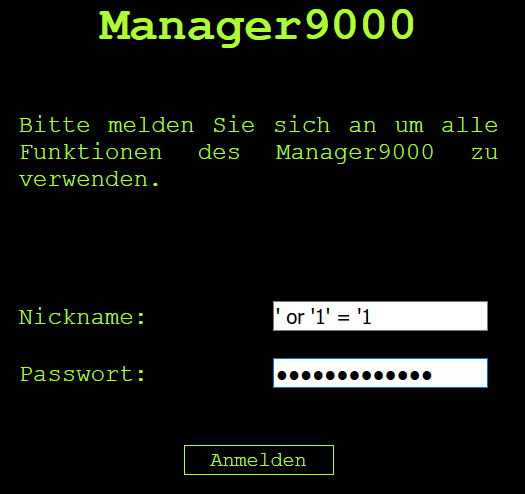 Manager9000
Bitte melden Sie sich an um alle
Funktionen des Manager9000 zu
verwenden.
Nickname: ' or '1' = '1
Passwort: ●●●●●●●●●●●●●
Anmelden